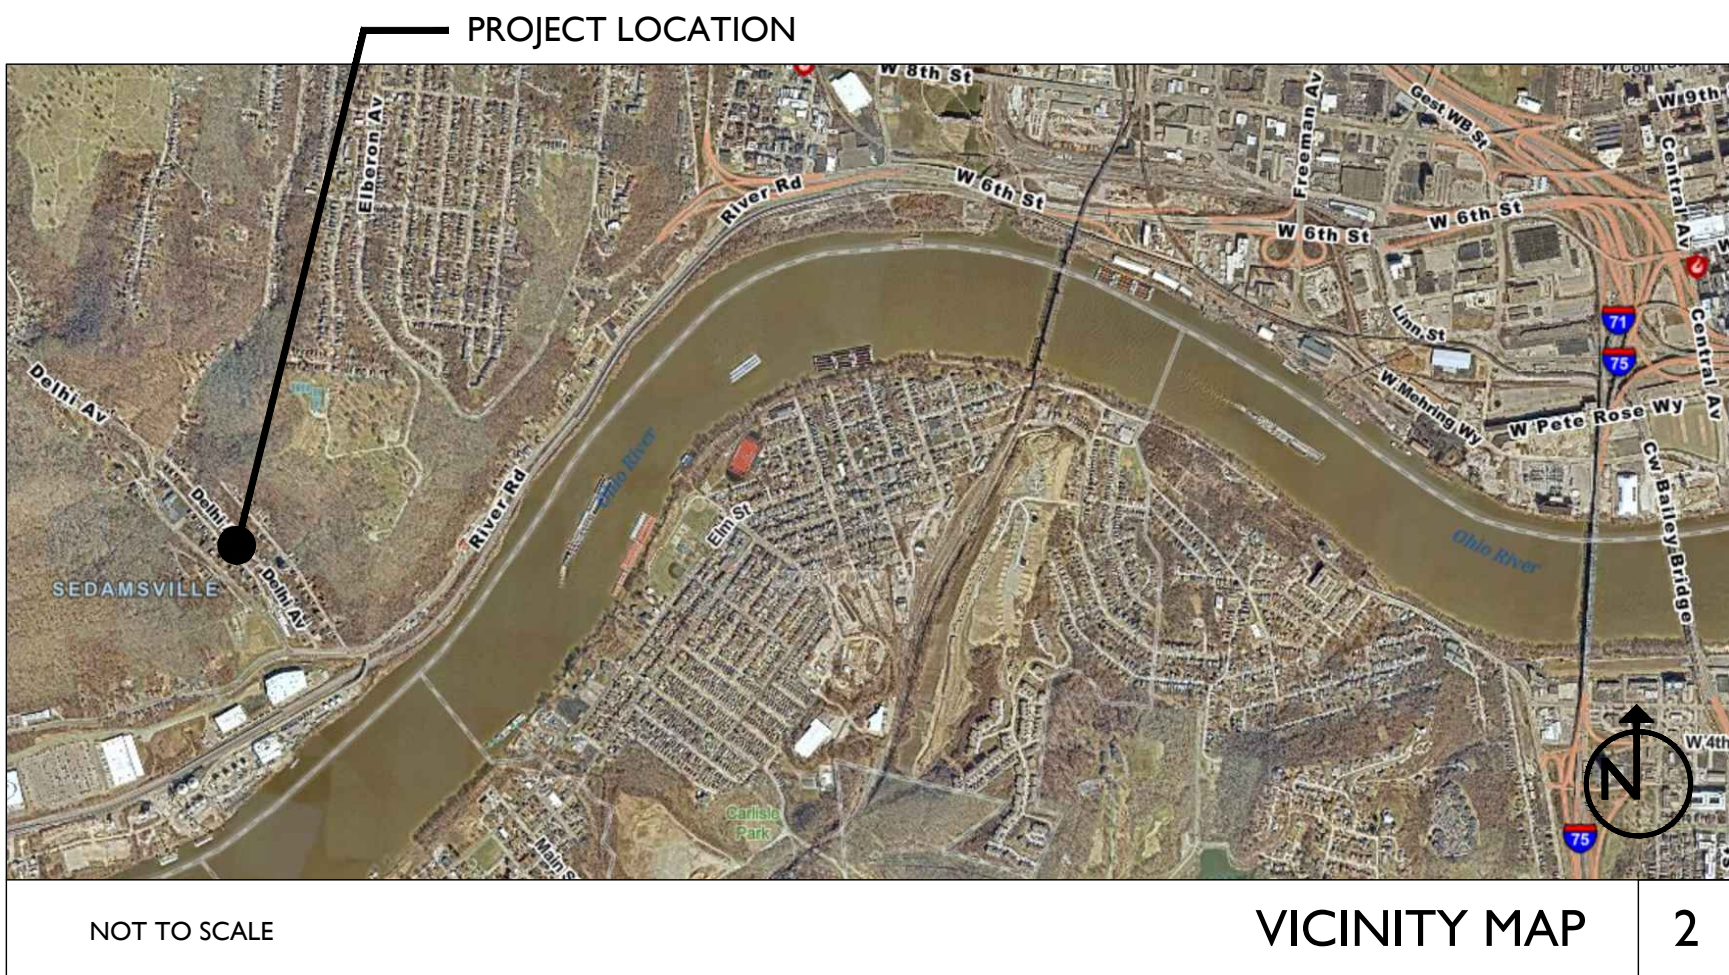 PROJECT LOCATION
W 8th St
W Court
W 9th
Elberon Av
Freeman Av
Gest WB St
Central Av
River Rd
W 6th St
W 6th St
W 6th St
71
75
Linn St
Central Av
Delhi Av
W Mehring Wy
W Pete Rose Wy
Ohio River
River Rd
Delhi
Elm St
Cw Bailey Bridge
Ohio River
SEDAMSVILLE
Delhi Av
W 4th
N
Carlisle
Park
75
Main S
NOT TO SCALE
VICINITY MAP
2